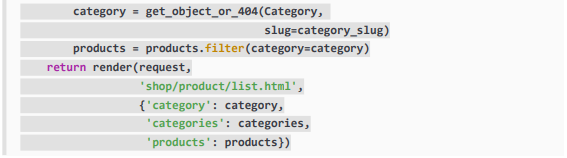 category = get_object_or_404(Category,
slug=category_slug)
products = products.filter(category=category)
return render(request,
'shop/product/list.html',
{'category': category,
'categories': categories,
'products': products})